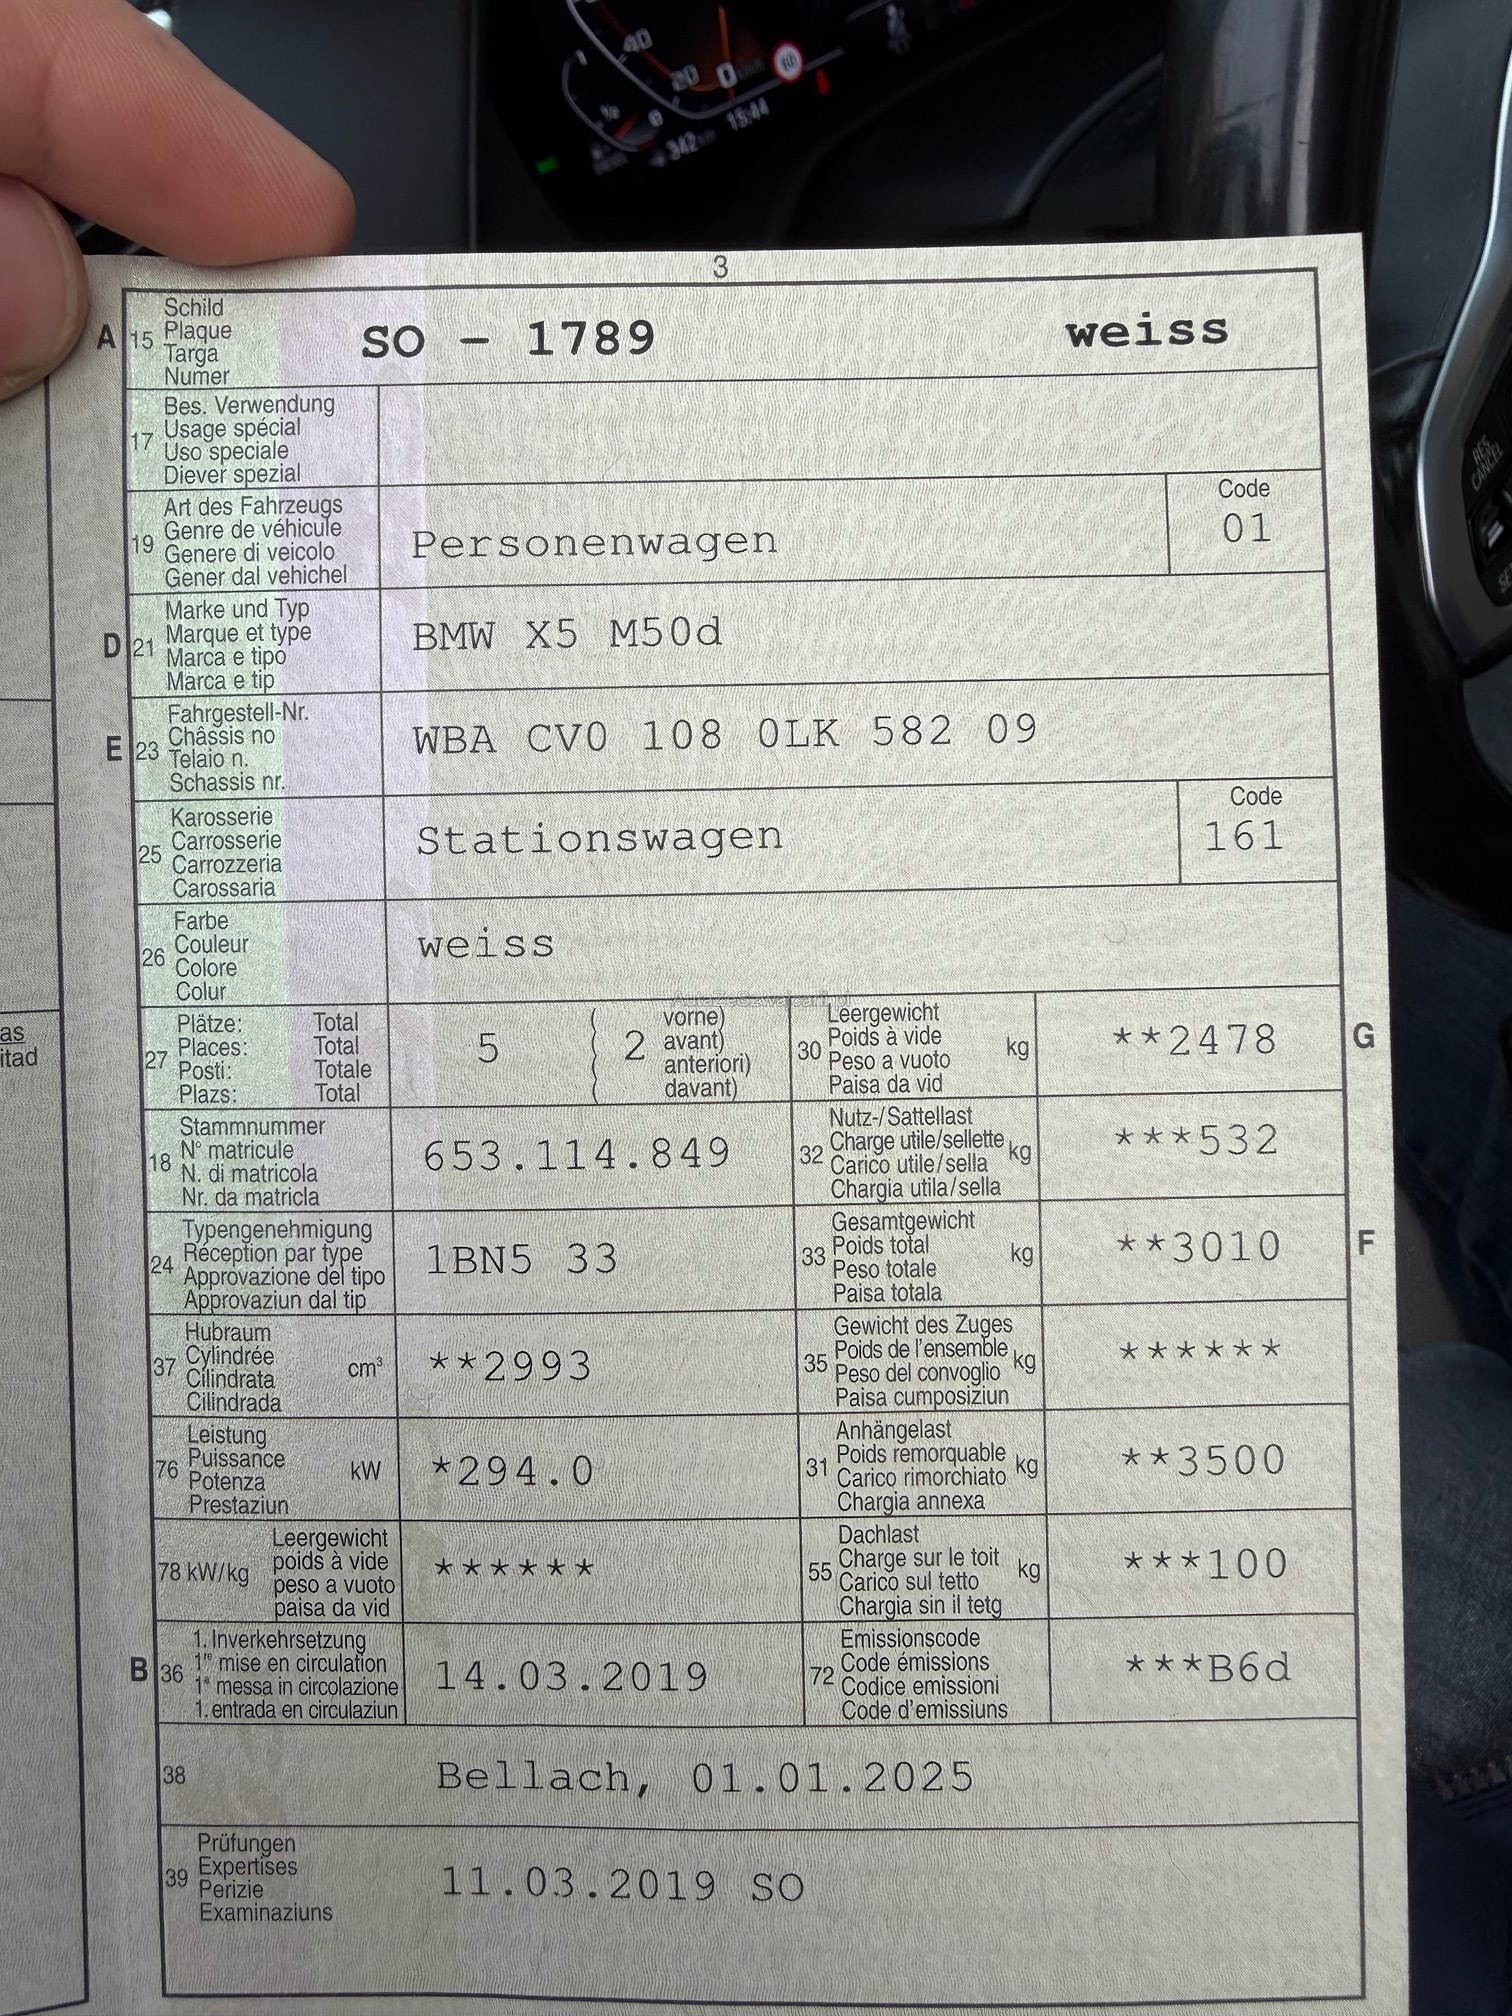 40
20
0
0
342
15:44
RES
CANCEL
3
A
15
Schild
Plaque
Targa
Numer
SO - 1789
weiss
17
Bes. Verwendung
Usage spécial
Uso speciale
Diever spezial
19
Art des Fahrzeugs
Genre de véhicule
Genere di veicolo
Gener dal vehichel
Personenwagen
Code
01
D
21
Marke und Typ
Marque et type
Marca e tipo
Marca e tip
BMW X5 M50d
E
23
Fahrgestell-Nr.
Châssis no
Telaio n.
Schassis nr.
WBA CV0 108 0LK 582 09
25
Karosserie
Carrosserie
Carrozzeria
Carossaria
Stationswagen
Code
161
26
Farbe
Couleur
Colore
Colur
weiss
as
itad
27
Plätze: Total
Places: Total
Posti: Totale
Plazs: Total
5
( 2
vorne)
avant)
anteriori)
davant)
30
Leergewicht
Poids à vide
Peso a vuoto
Paisa da vid
kg
**2478
G
18
Stammnummer
N° matricule
N. di matricola
Nr. da matricla
653.114.849
32
Nutz-/Sattellast
Charge utile/sellette
Carico utile/sella
Chargia utila/sella
kg
***532
24
Typengenehmigung
Réception par type
Approvazione del tipo
Approvaziun dal tip
1BN5 33
33
Gesamtgewicht
Poids total
Peso totale
Paisa totala
kg
**3010
F
37
Hubraum
Cylindrée
Cilindrata
Cilindrada
cm³
**2993
35
Gewicht des Zuges
Poids de l'ensemble
Peso del convoglio
Paisa cumposiziun
kg
******
76
Leistung
Puissance
Potenza
Prestaziun
kW
*294.0
31
Anhängelast
Poids remorquable
Carico rimorchiato
Chargia annexa
kg
**3500
78 kW/kg
Leergewicht
poids à vide
peso a vuoto
paisa da vid
******
55
Dachlast
Charge sur le toit
Carico sul tetto
Chargia sin il tetg
kg
***100
B
36
1. Inverkehrsetzung
1re mise en circulation
1a messa in circolazione
1. entrada en circulaziun
14.03.2019
72
Emissionscode
Code émissions
Codice emissioni
Code d'emissiuns
***B6d
38
Bellach, 01.01.2025
39
Prüfungen
Expertises
Perizie
Examinaziuns
11.03.2019 SO